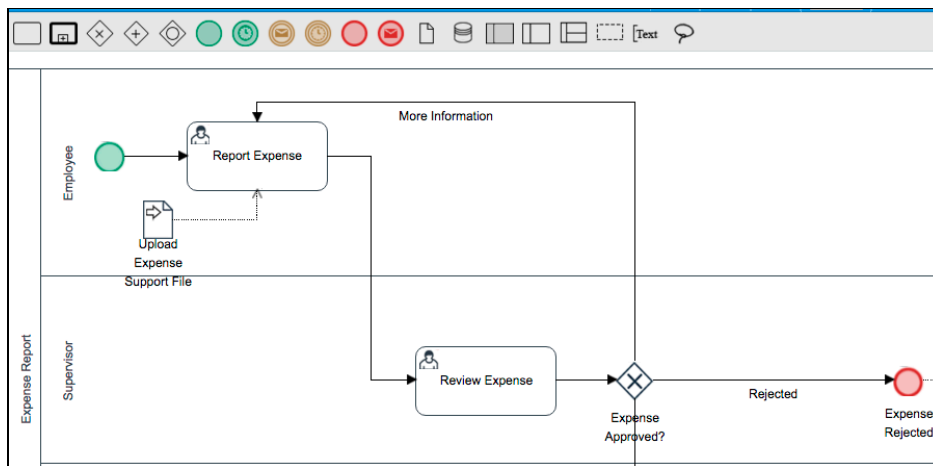 [Text
More Information
Employee
Report Expense
Upload
Expense
Support File
Expense Report
Supervisor
Review Expense
Rejected
Expense
Approved?
Expense
Rejected